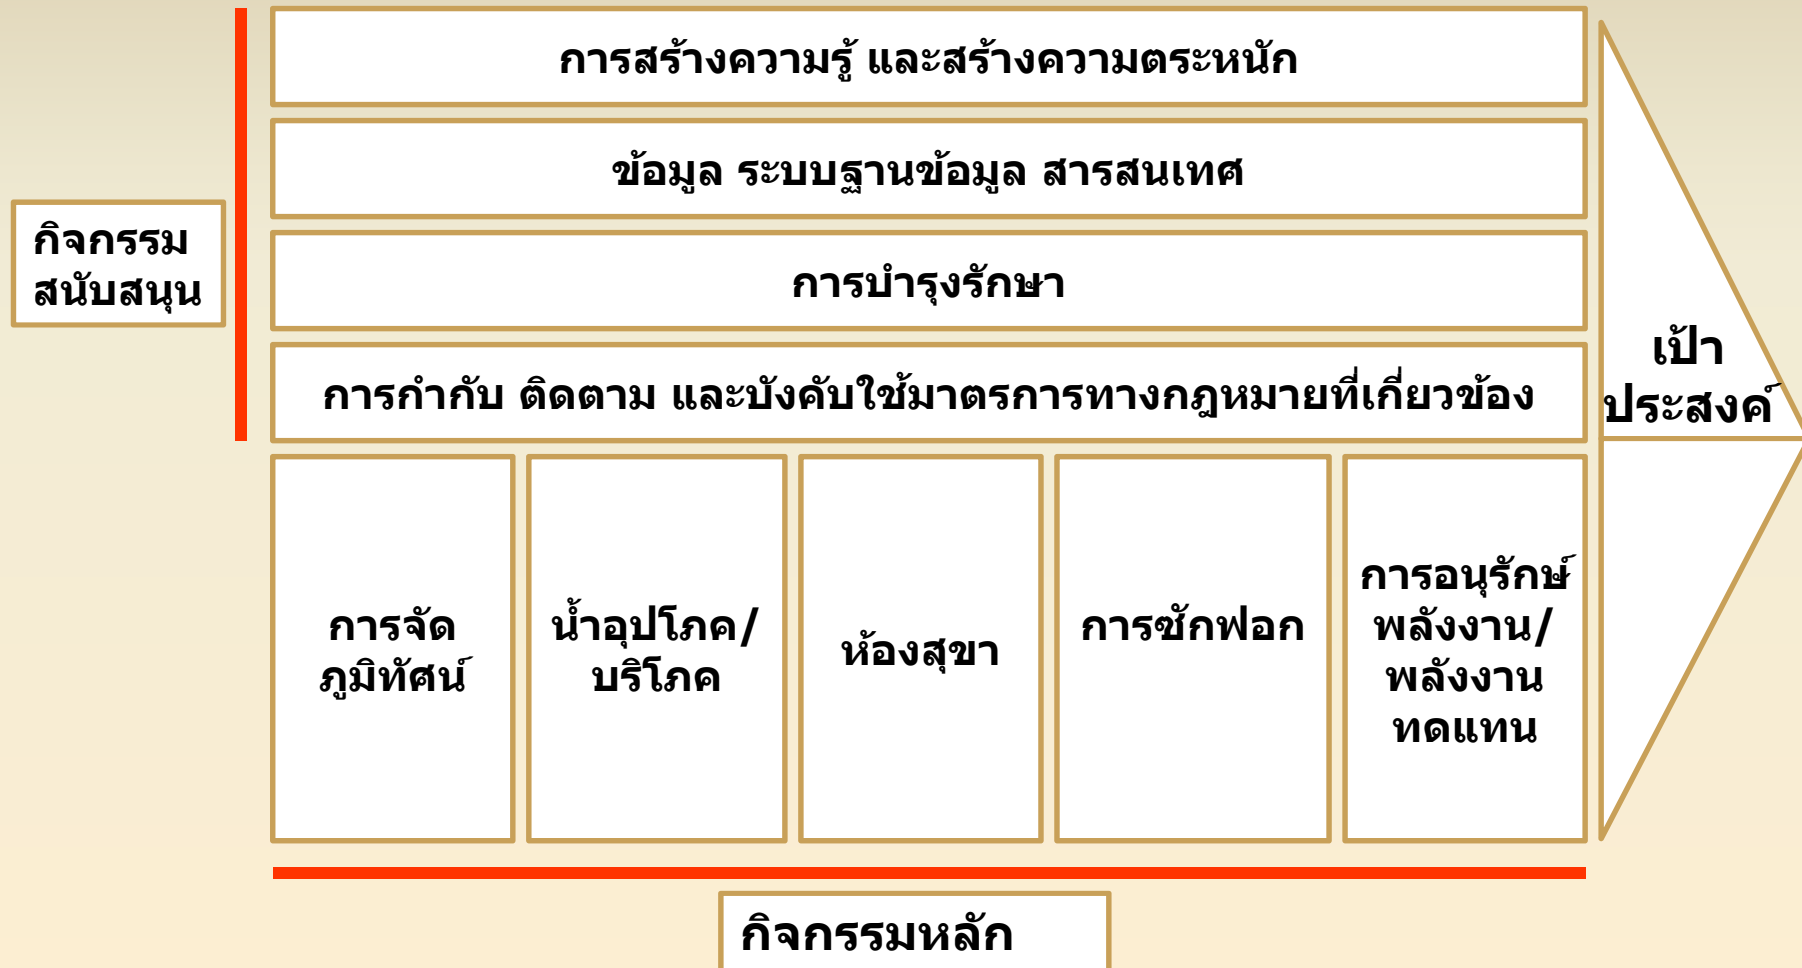 การสร้างความรู้ และสร้างความตระหนัก
ข้อมูล ระบบฐานข้อมูล สารสนเทศ
กิจกรรม
สนับสนุน
การบำรุงรักษา
การกำกับ ติดตาม และบังคับใช้มาตรการทางกฎหมายที่เกี่ยวข้อง
เป้า
ประสงค์
การจัด
ภูมิทัศน์
น้ำอุปโภค/
บริโภค
ห้องสุขา
การซักฟอก
การอนุรักษ์
พลังงาน/
พลังงาน
ทดแทน
กิจกรรมหลัก